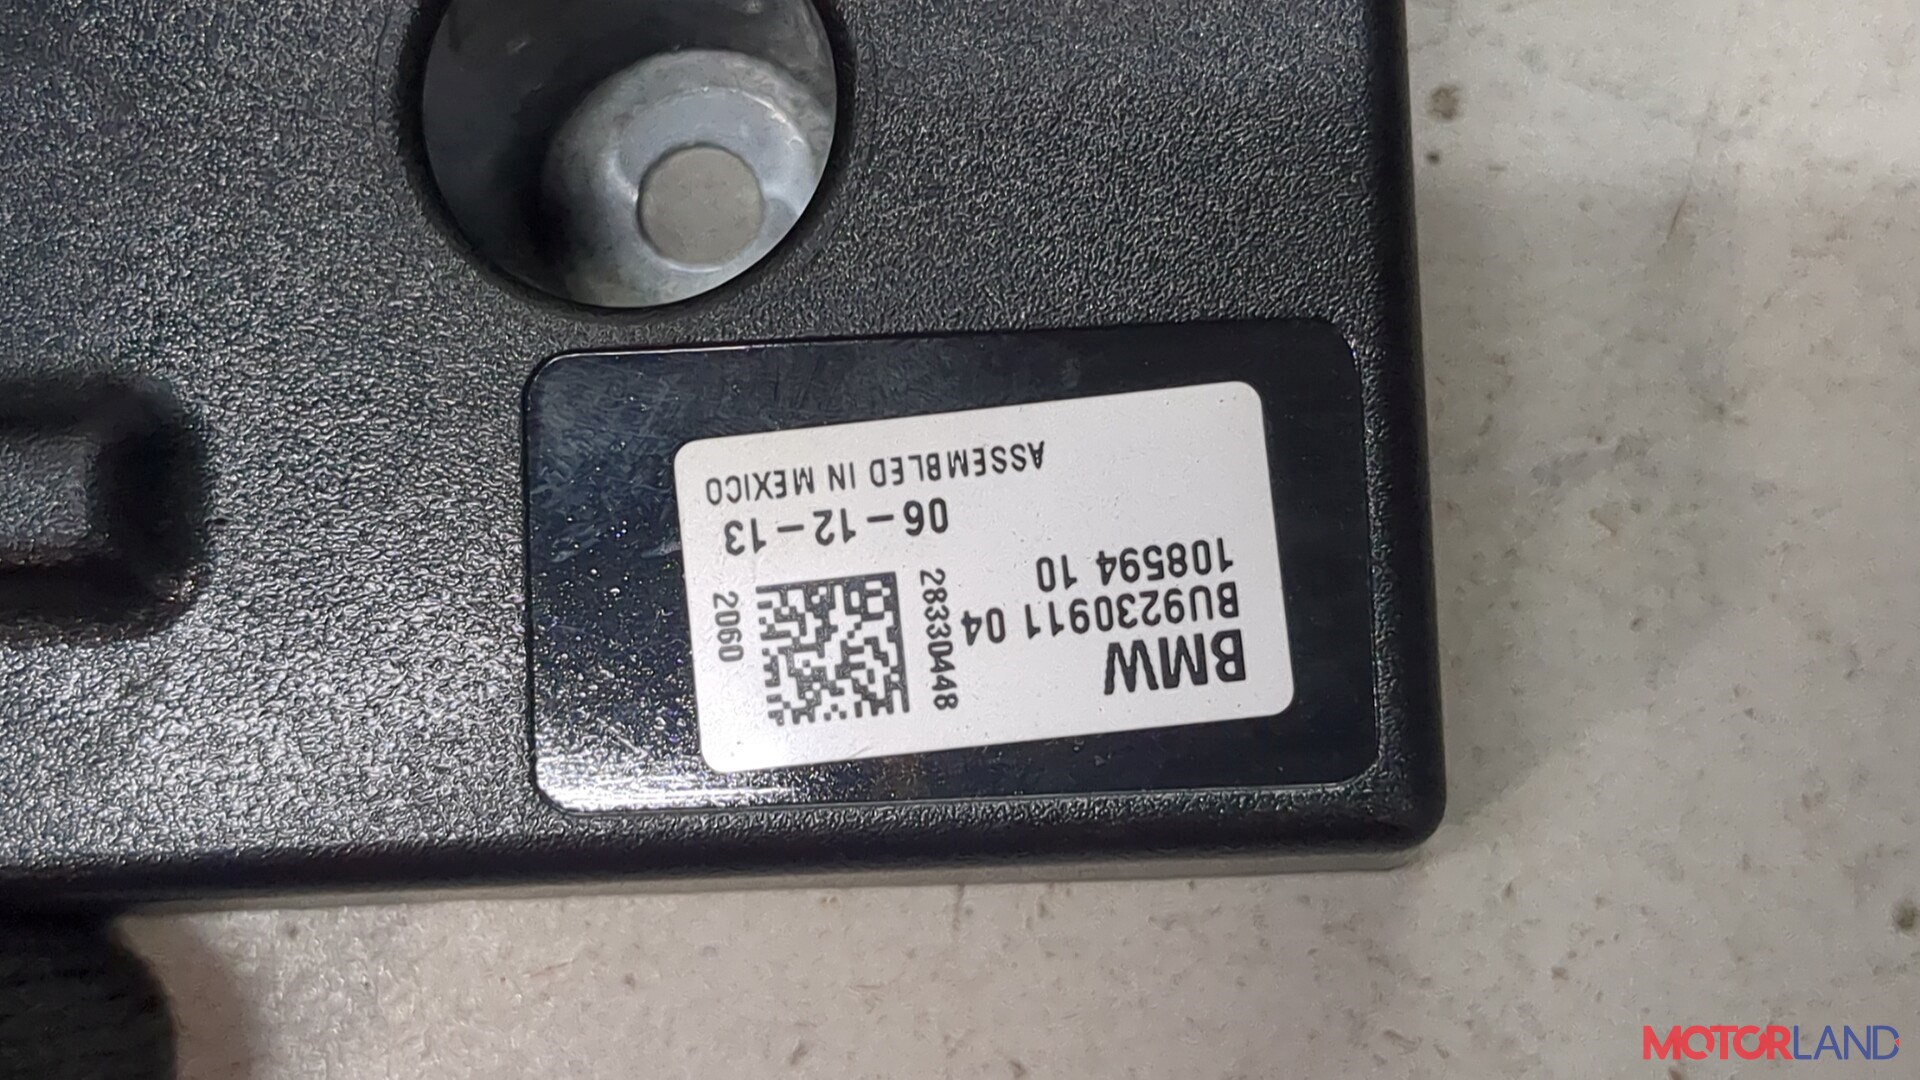 BMW
BU9230911 04
108594 10
28330448
2060
06-12-13
ASSEMBLED IN MEXICO
MOTORLAND